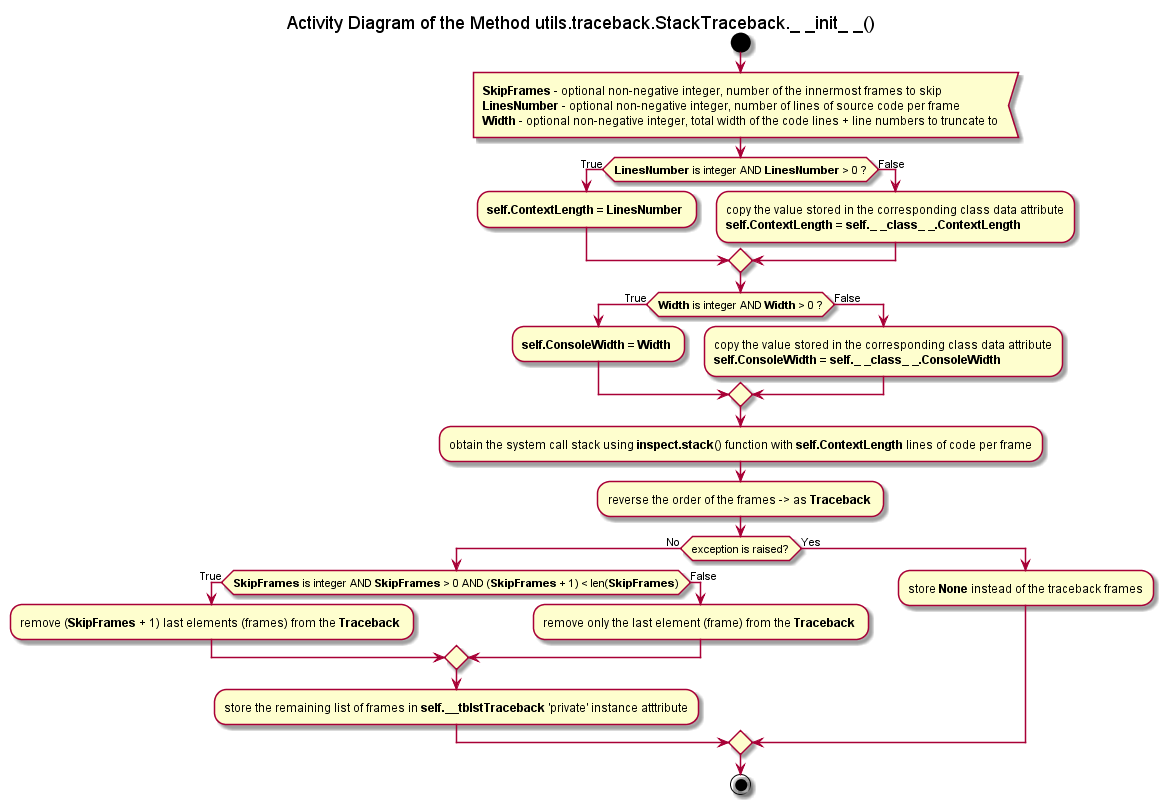 Activity Diagram of the Method utils.traceback.StackTraceback._ _init_ _()
SkipFrames - optional non-negative integer, number of the innermost frames to skip
LinesNumber - optional non-negative integer, number of lines of source code per frame
Width - optional non-negative integer, total width of the code lines + line numbers to truncate to
True
LinesNumber is integer AND LinesNumber > 0 ?
False
self.ContextLength = LinesNumber
copy the value stored in the corresponding class data attribute
self.ContextLength = self._ _class_ _.ContextLength
True
Width is integer AND Width > 0 ?
False
self.ConsoleWidth = Width
copy the value stored in the corresponding class data attribute
self.ConsoleWidth = self._ _class_ _.ConsoleWidth
obtain the system call stack using inspect.stack() function with self.ContextLength lines of code per frame
reverse the order of the frames -> as Traceback
No
exception is raised?
Yes
True
SkipFrames is integer AND SkipFrames > 0 AND (SkipFrames + 1) < len(SkipFrames)
False
store None instead of the traceback frames
remove (SkipFrames + 1) last elements (frames) from the Traceback
remove only the last element (frame) from the Traceback
store the remaining list of frames in self.__tblstTraceback 'private' instance atttribute